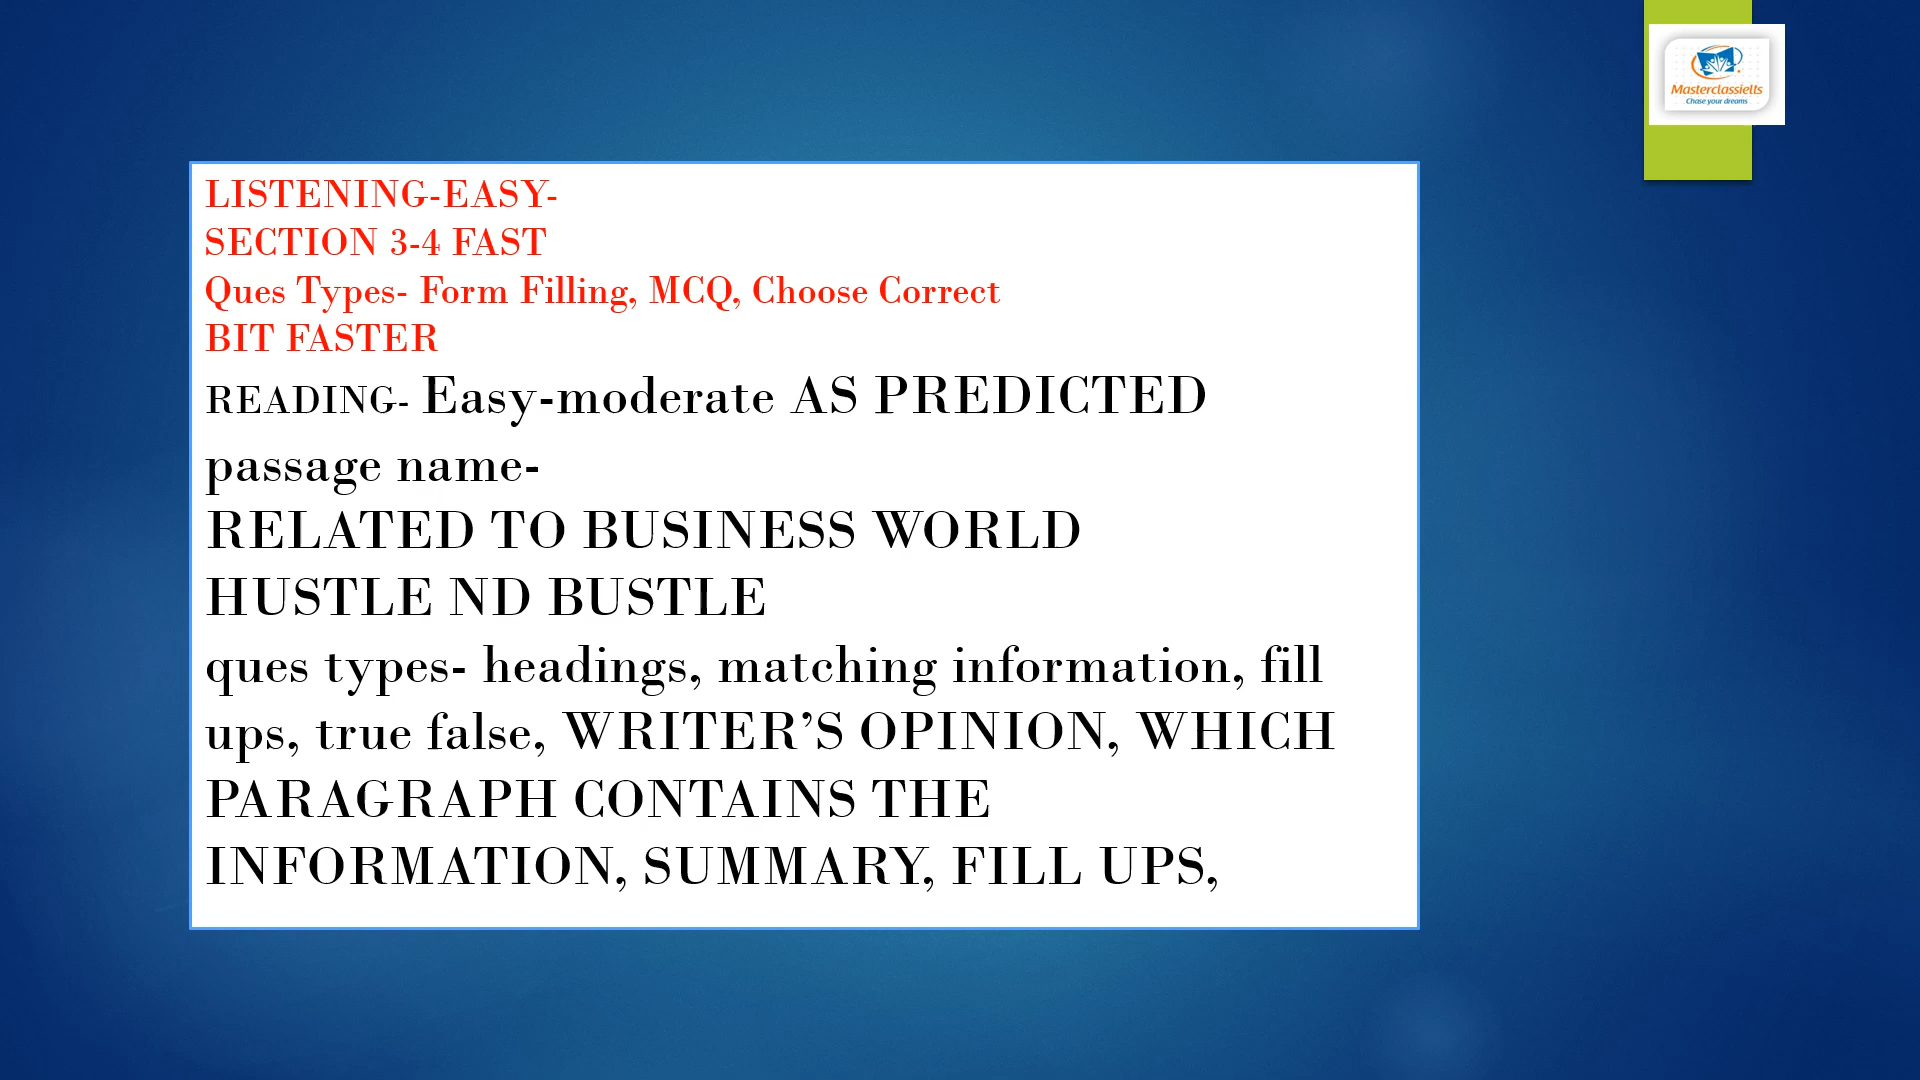 Masterclassielts
Chase your dreams
LISTENING-EASY-
SECTION 3-4 FAST
Ques Types- Form Filling, MCQ, Choose Correct
BIT FASTER
READING- Easy-moderate AS PREDICTED
passage name-
RELATED TO BUSINESS WORLD
HUSTLE ND BUSTLE
ques types- headings, matching information, fill
ups, true false, WRITER’S OPINION, WHICH
PARAGRAPH CONTAINS THE
INFORMATION, SUMMARY, FILL UPS,